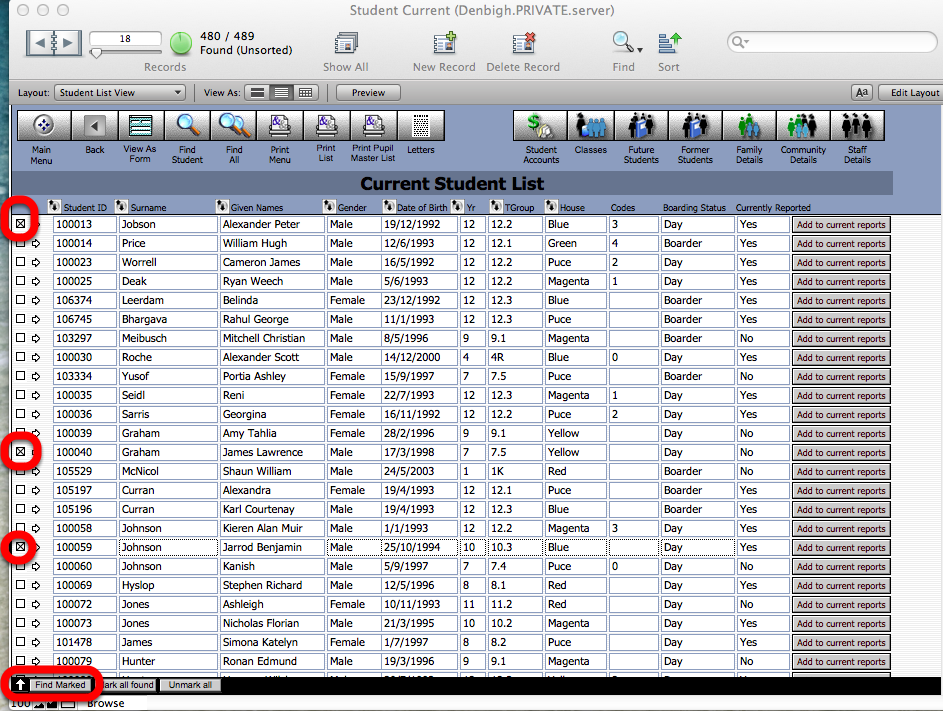 Student Current (Denbigh.PRIVATE.server)
18
480 / 489
Found (Unsorted)
Records Show All New Record Delete Record Find Sort
Layout: Student List View View As: Preview Aa Edit Layout
Main Menu Back View As Form Find Student Find All Print Menu Print List Print Pupil Master List Letters Student Accounts Classes Future Students Former Students Family Details Community Details Staff Details
Current Student List
Student ID Surname Given Names Gender Date of Birth Yr TGroup House Codes Boarding Status Currently Reported
100013 Jobson Alexander Peter Male 19/12/1992 12 12.2 Blue 3 Day Yes Add to current reports
100014 Price William Hugh Male 12/6/1993 12 12.1 Green 4 Boarder Yes Add to current reports
100023 Worrell Cameron James Male 16/5/1992 12 12.2 Puce 2 Day Yes Add to current reports
100025 Deak Ryan Weech Male 5/6/1993 12 12.2 Magenta 1 Day Yes Add to current reports
106374 Leerdam Belinda Female 23/12/1992 12 12.3 Blue Boarder Yes Add to current reports
106745 Bhargava Rahul George Male 11/1/1993 12 12.3 Puce Boarder Yes Add to current reports
103297 Meibusch Mitchell Christian Male 8/5/1996 9 9.1 Magenta Boarder No Add to current reports
100030 Roche Alexander Scott Male 14/12/2000 4 4R Blue 0 Day Yes Add to current reports
103334 Yusof Portia Ashley Female 15/9/1997 7 7.5 Puce Boarder No Add to current reports
100035 Seidl Reni Female 22/7/1993 12 12.3 Magenta 1 Day Yes Add to current reports
100036 Sarris Georgina Female 16/11/1992 12 12.2 Puce 2 Day Yes Add to current reports
100039 Graham Amy Tahlia Female 28/2/1996 9 9.1 Yellow Day No Add to current reports
100040 Graham James Lawrence Male 17/3/1998 7 7.5 Yellow Day No Add to current reports
105529 McNicol Shaun William Male 24/5/2003 1 1K Red Boarder No Add to current reports
105197 Curran Alexandra Female 19/4/1993 12 12.1 Puce Boarder Yes Add to current reports
105196 Curran Karl Courtenay Male 19/4/1993 12 12.3 Blue Boarder Yes Add to current reports
100058 Johnson Kieren Alan Muir Male 1/1/1993 12 12.2 Magenta 3 Day Yes Add to current reports
100059 Johnson Jarrod Benjamin Male 25/10/1994 10 10.3 Blue Day Yes Add to current reports
100060 Johnson Kanish Male 5/9/1997 7 7.4 Puce 0 Day No Add to current reports
100069 Hyslop Stephen Richard Male 12/5/1996 8 8.1 Red Day Yes Add to current reports
100072 Jones Ashleigh Female 10/11/1993 11 11.2 Red Day No Add to current reports
100073 Jones Nicholas Florian Male 21/3/1995 10 10.2 Magenta Day Yes Add to current reports
101478 James Simona Katelyn Female 1/7/1997 8 8.2 Puce Day Yes Add to current reports
100079 Hunter Ronan Edmund Male 19/3/1996 9 9.1 Magenta Day No Add to current reports
Find Marked ark all found Unmark all
100 Browse